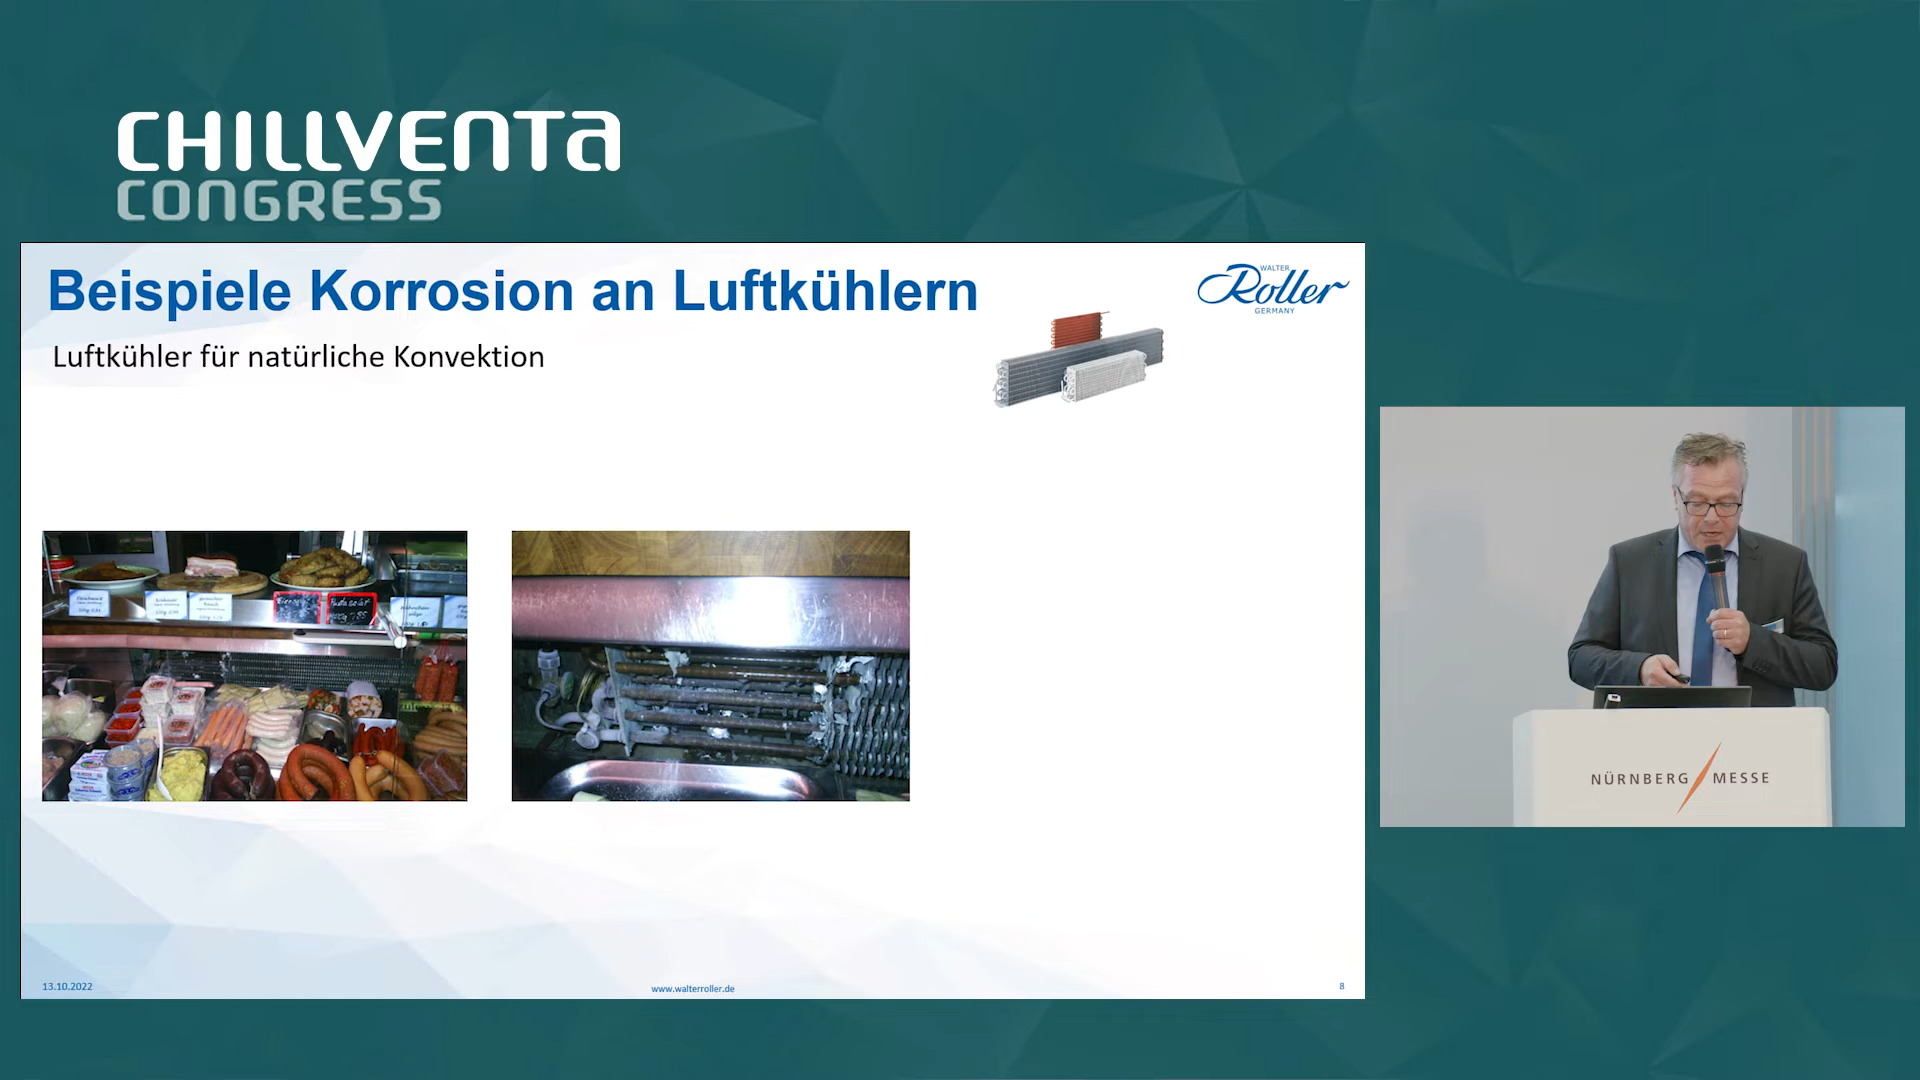 CHILLVENTA
CONGRESS
Beispiele Korrosion an Luftkühlern
WALTER
Roller
GERMANY
Luftkühler für natürliche Konvektion
NÜRNBERG MESSE
13.10.2022
www.walterroller.de
8